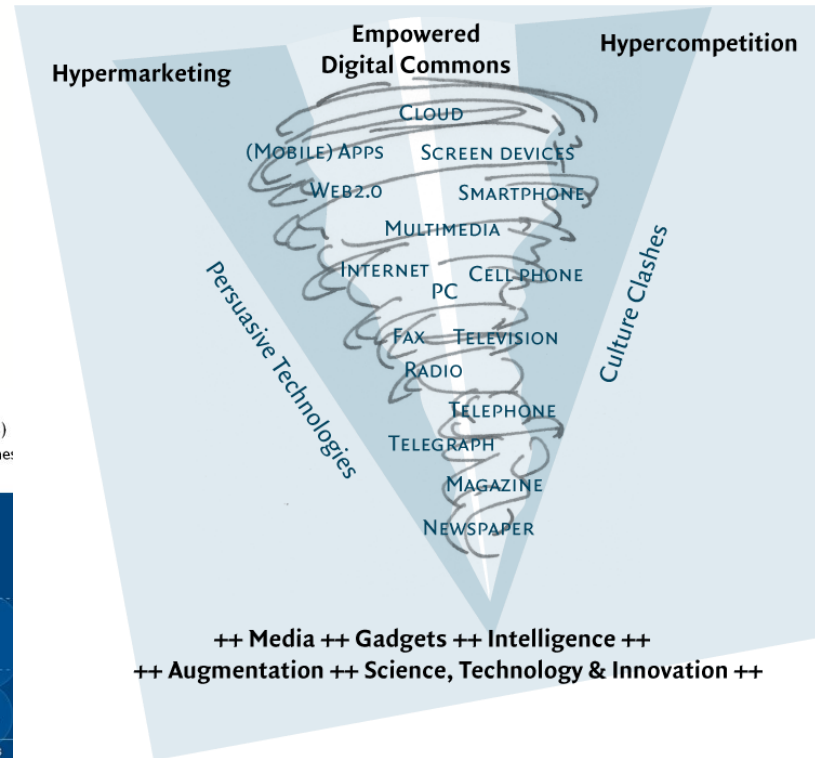 Empowered
Digital Commons
Hypermarketing
Hypercompetition
CLOUD
(MOBILE) APPS SCREEN DEVICES
WEB2.0 SMARTPHONE
MULTIMEDIA
INTERNET CELL PHONE
PC
FAX TELEVISION
RADIO
TELEPHONE
TELEGRAPH
MAGAZINE
NEWSPAPER
Persuasive Technologies
Culture Clashes
++ Media ++ Gadgets ++ Intelligence ++
++ Augmentation ++ Science, Technology & Innovation ++